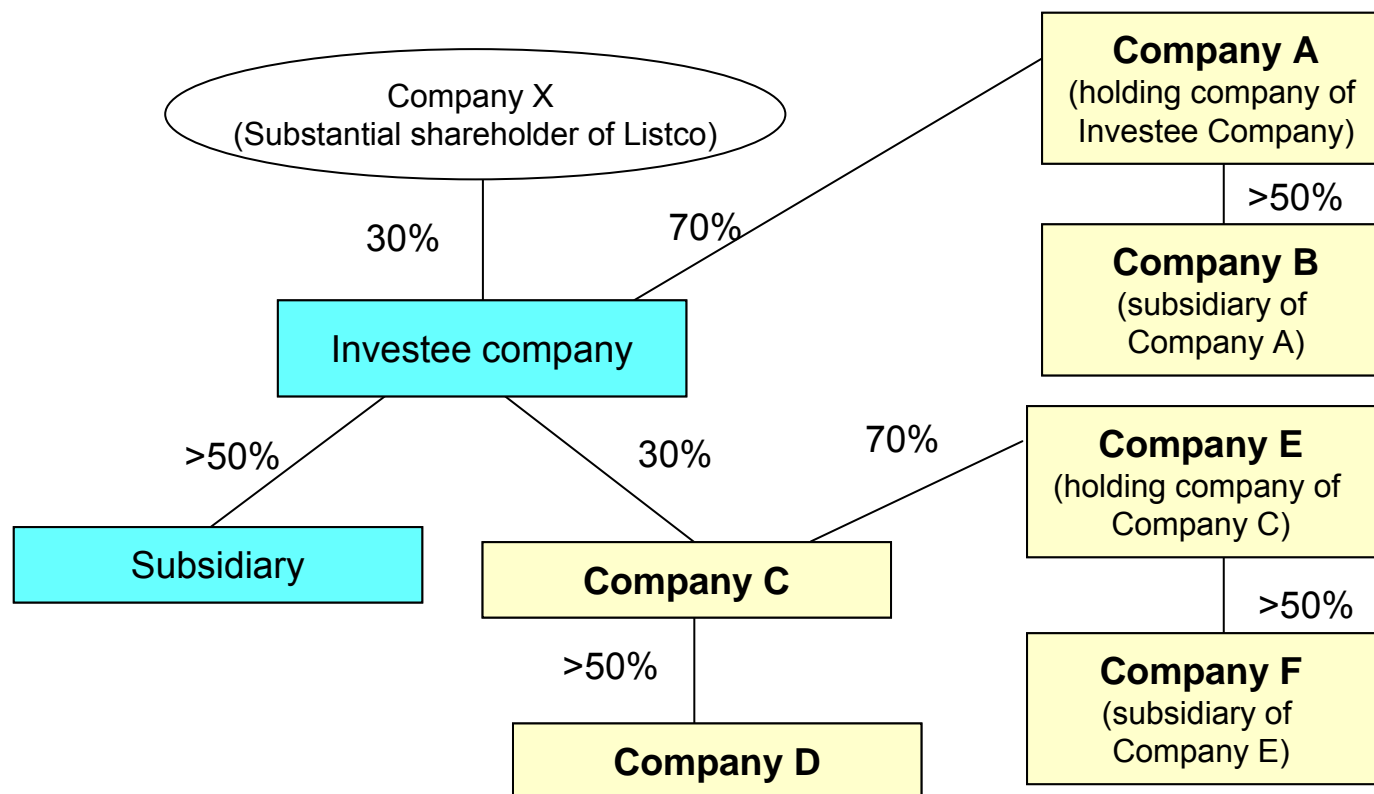 Company X
(Substantial shareholder of Listco)
Company A
(holding company of
Investee Company)
30%
70%
>50%
Company B
(subsidiary of
Company A)
Investee company
>50%
30%
70%
Company E
(holding company of
Company C)
Subsidiary
Company C
>50%
>50%
Company F
(subsidiary of
Company E)
Company D